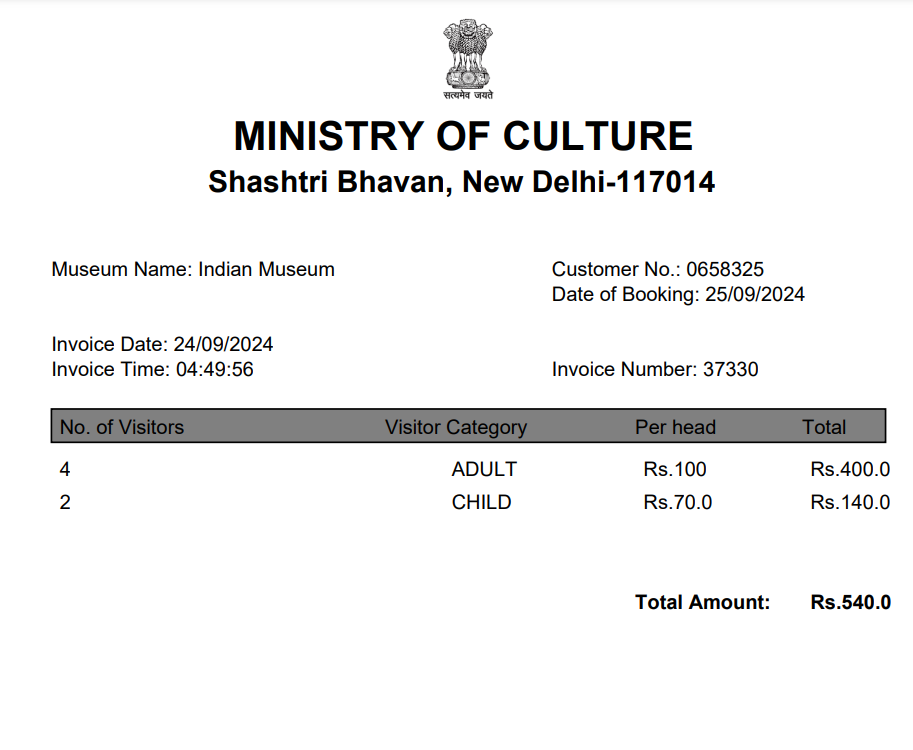 सत्यमेव जयते
MINISTRY OF CULTURE
Shashtri Bhavan, New Delhi-117014
Museum Name: Indian Museum
Customer No.: 0658325
Date of Booking: 25/09/2024
Invoice Date: 24/09/2024
Invoice Time: 04:49:56
Invoice Number: 37330
No. of Visitors Visitor Category Per head Total
4 ADULT Rs.100 Rs.400.0
2 CHILD Rs.70.0 Rs.140.0
Total Amount: Rs.540.0